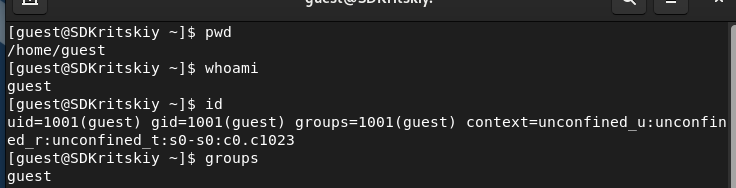 guest@SDKritskiy:
[guest@SDKritskiy ~]$ pwd
/home/guest
[guest@SDKritskiy ~]$ whoami
guest
[guest@SDKritskiy ~]$ id
uid=1001(guest) gid=1001(guest) groups=1001(guest) context=unconfined_u:unconfin
ed_r:unconfined_t:s0-s0:c0.c1023
[guest@SDKritskiy ~]$ groups
guest